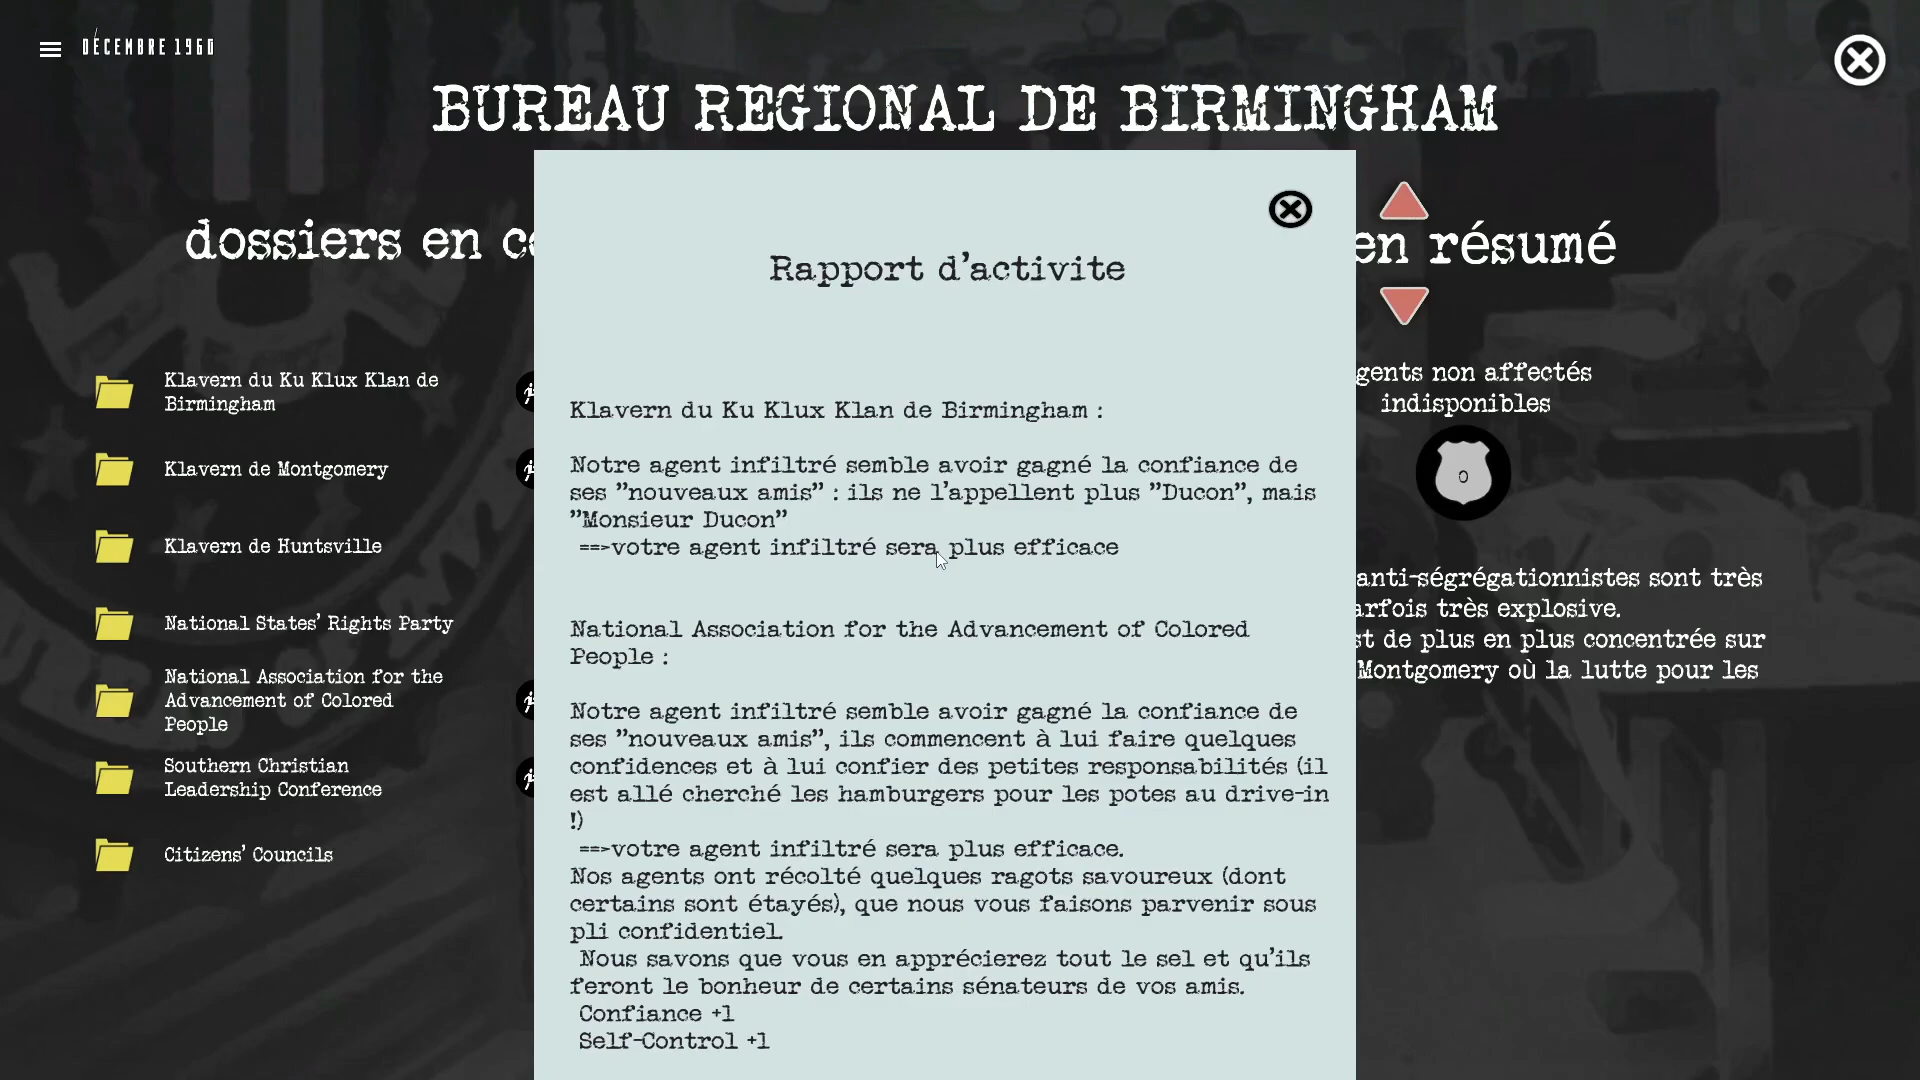 DÉCEMBRE 1960
BUREAU REGIONAL DE BIRMINGHAM
dossiers en
en résumé
Rapport d'activite
Klavern du Ku Klux Klan de
Birmingham
Klavern de Montgomery
Klavern de Huntsville
National States' Rights Party
National Association for the
Advancement of Colored
People
Southern Christian
Leadership Conference
Citizens' Councils
Klavern du Ku Klux Klan de Birmingham :
Notre agent infiltré semble avoir gagné la confiance de
ses "nouveaux amis" : ils ne l'appellent plus "Ducon", mais
"Monsieur Ducon"
==>votre agent infiltré sera plus efficace
National Association for the Advancement of Colored
People :
Notre agent infiltré semble avoir gagné la confiance de
ses "nouveaux amis", ils commencent à lui faire quelques
confidences et à lui confier des petites responsabilités (il
est allé cherché les hamburgers pour les potes au drive-in
!)
==>votre agent infiltré sera plus efficace.
Nos agents ont récolté quelques ragots savoureux (dont
certains sont étayés), que nous vous faisons parvenir sous
pli confidentiel.
Nous savons que vous en apprécierez tout le sel et qu'ils
feront le bonheur de certains sénateurs de vos amis.
Confiance +1
Self-Control +1
gents non affectés
indisponibles
0
anti-ségrégationnistes sont très
arfois très explosive.
st de plus en plus concentrée sur
Montgomery où la lutte pour les